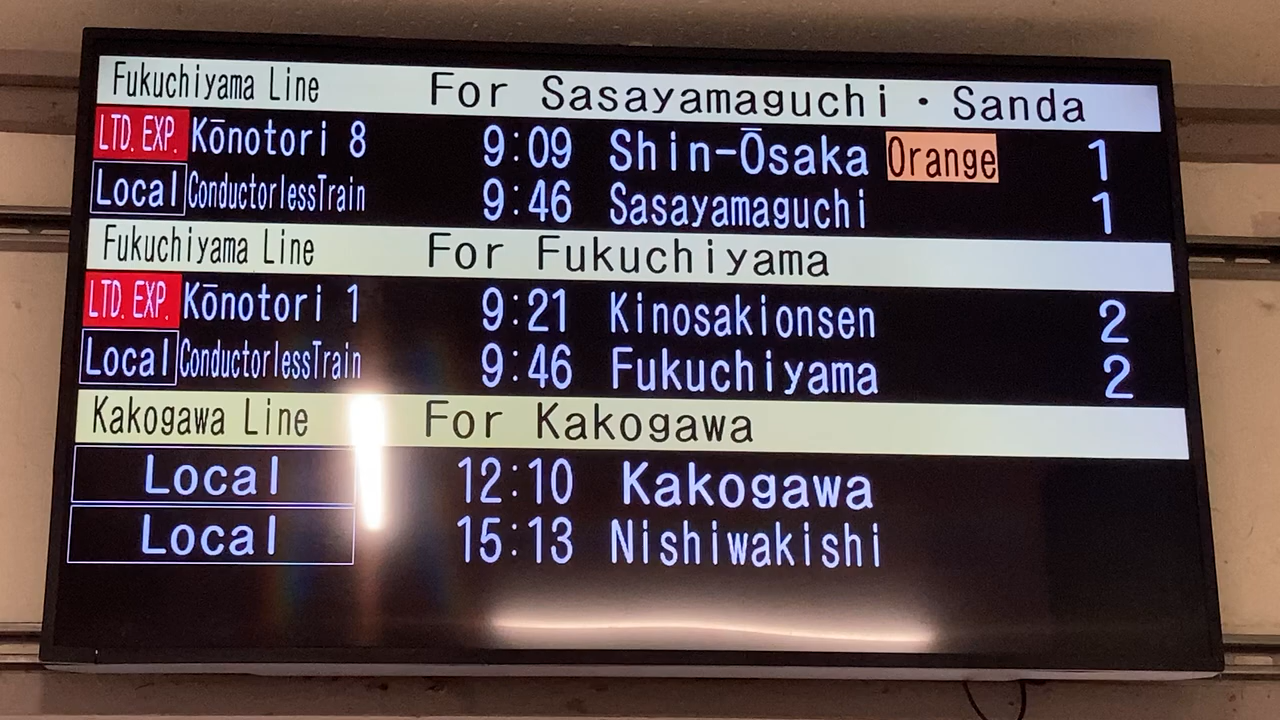 Fukuchiyama Line For Sasayamaguchi・Sanda
LTD. EXP. Kōnotori 8 9:09 Shin-Ōsaka Orange 1
Local ConductorlessTrain 9:46 Sasayamaguchi 1
Fukuchiyama Line For Fukuchiyama
LTD. EXP. Kōnotori 1 9:21 Kinosakionsen 2
Local ConductorlessTrain 9:46 Fukuchiyama 2
Kakogawa Line For Kakogawa
Local 12:10 Kakogawa
Local 15:13 Nishiwakishi